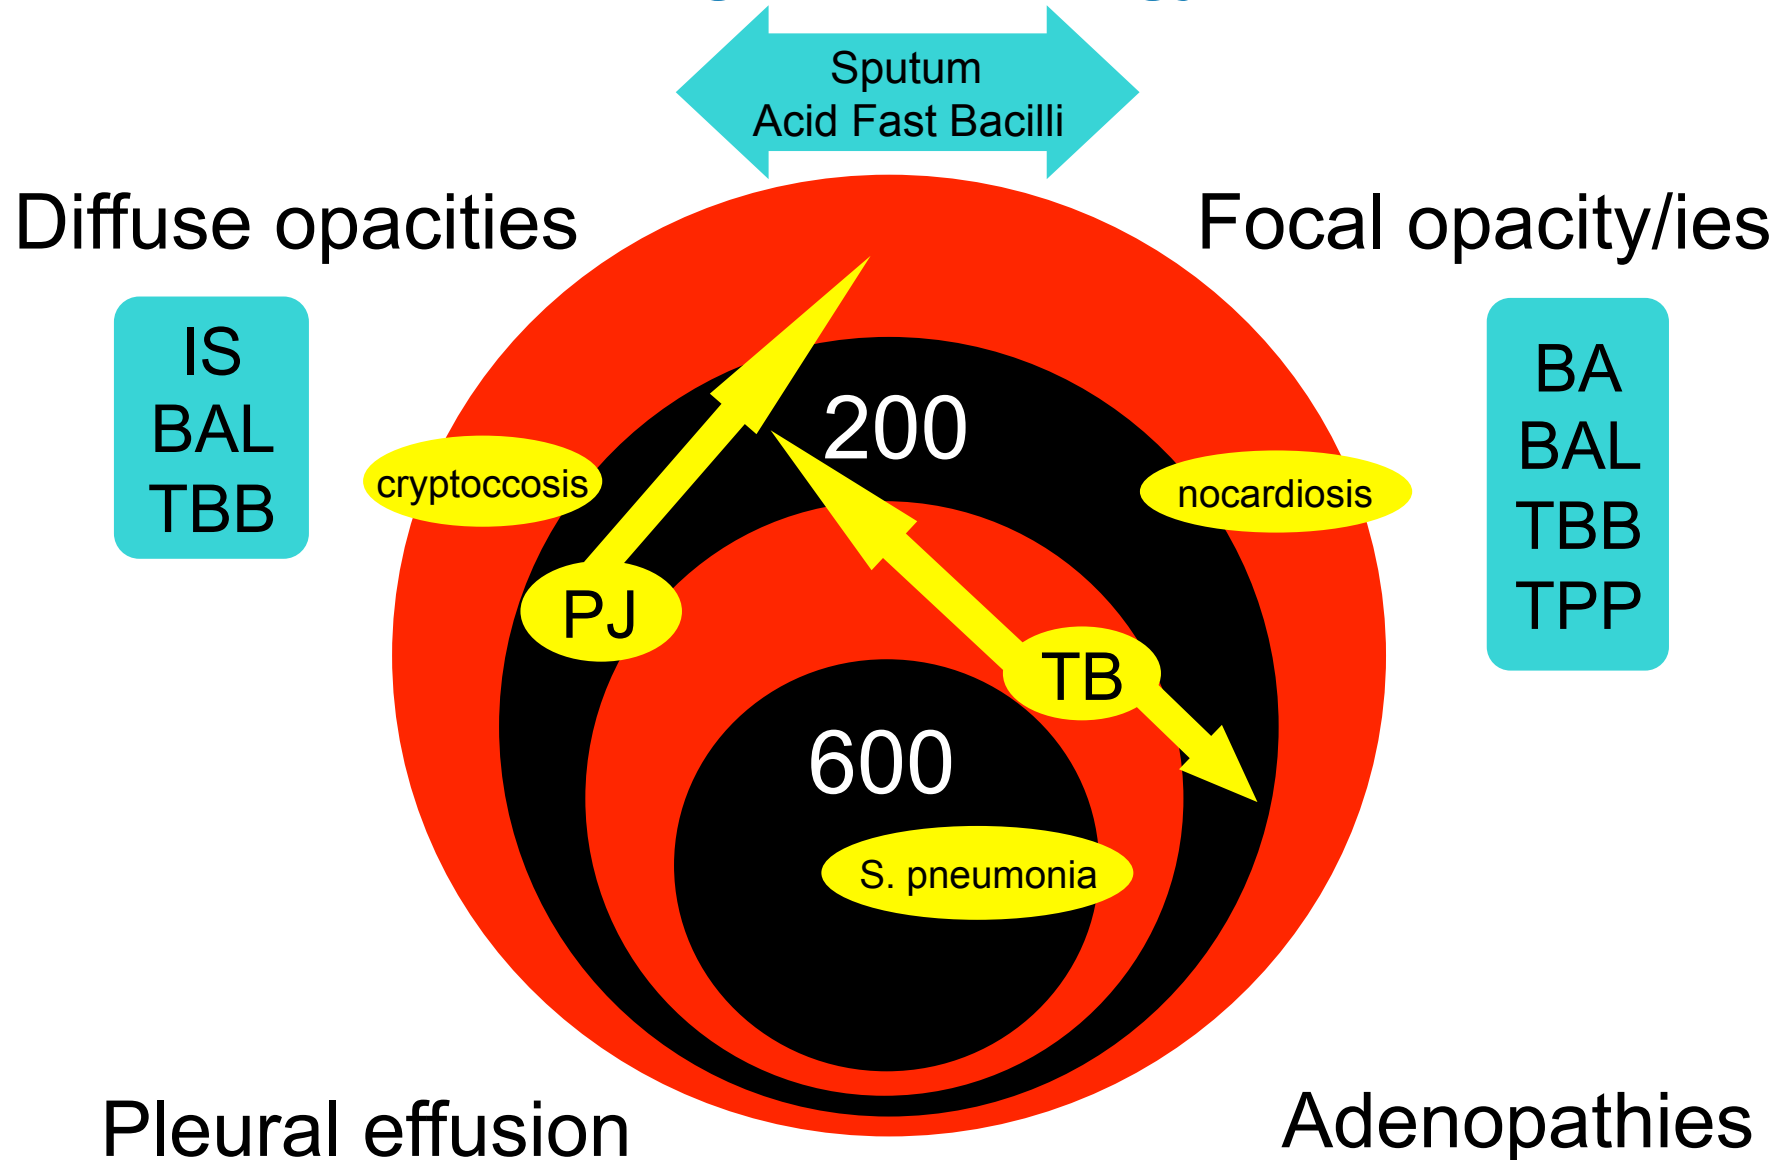 Sputum
Acid Fast Bacilli
Diffuse opacities
Focal opacity/ies
IS
BAL
TBB
BA
BAL
TBB
TPP
200
cryptoccosis
nocardiosis
PJ
TB
600
S. pneumonia
Pleural effusion
Adenopathies